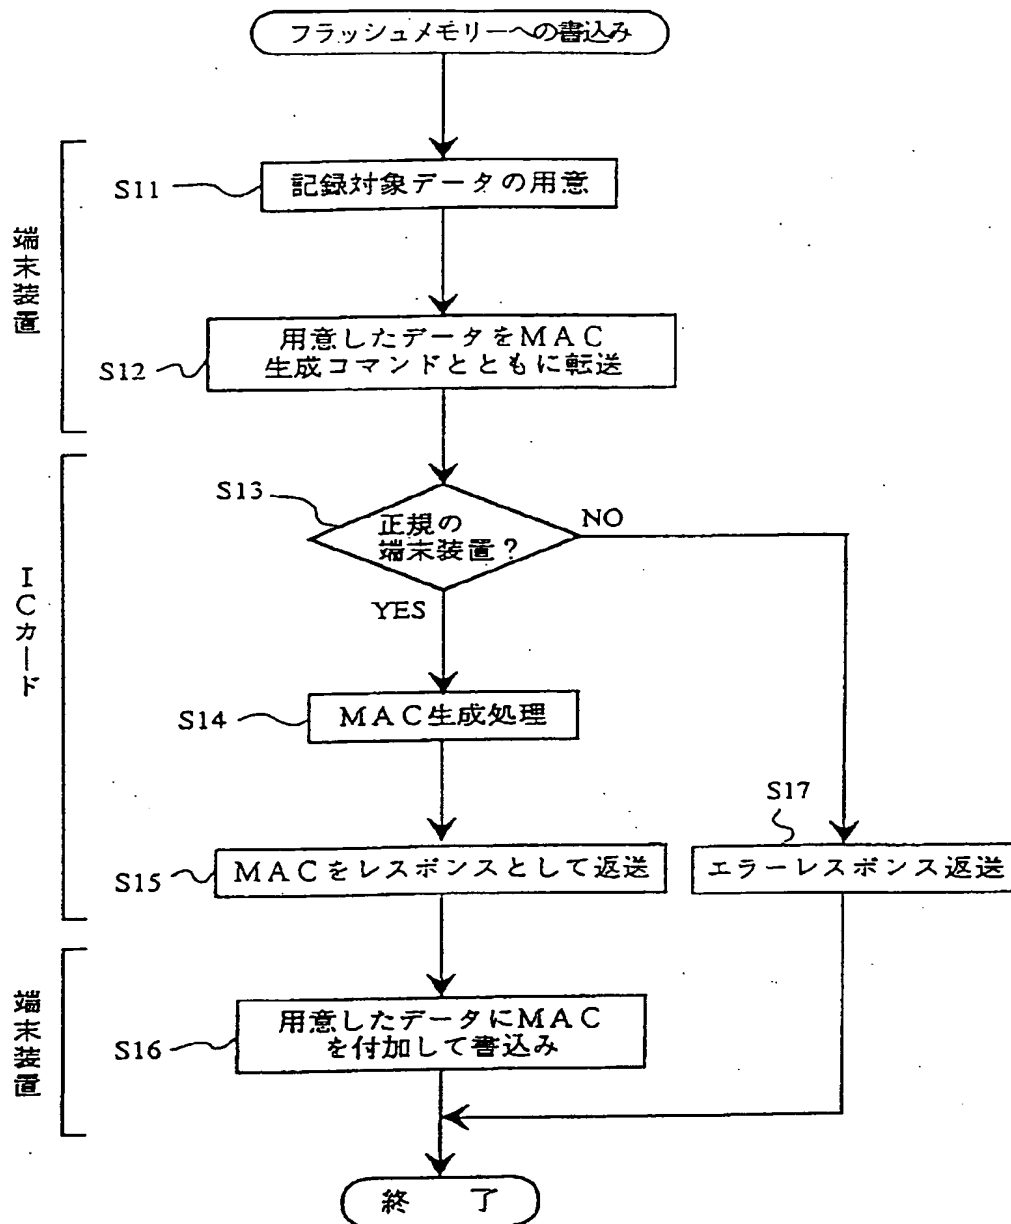 フラッシュメモリーへの書込み
端末装置
S11
記録対象データの用意
S12
用意したデータをMAC
生成コマンドとともに転送
ICカード
S13
正規の
端末装置？
NO
YES
S14
MAC生成処理
S17
S15
MACをレスポンスとして返送
エラーレスポンス返送
端末装置
S16
用意したデータにMAC
を付加して書込み
終　了